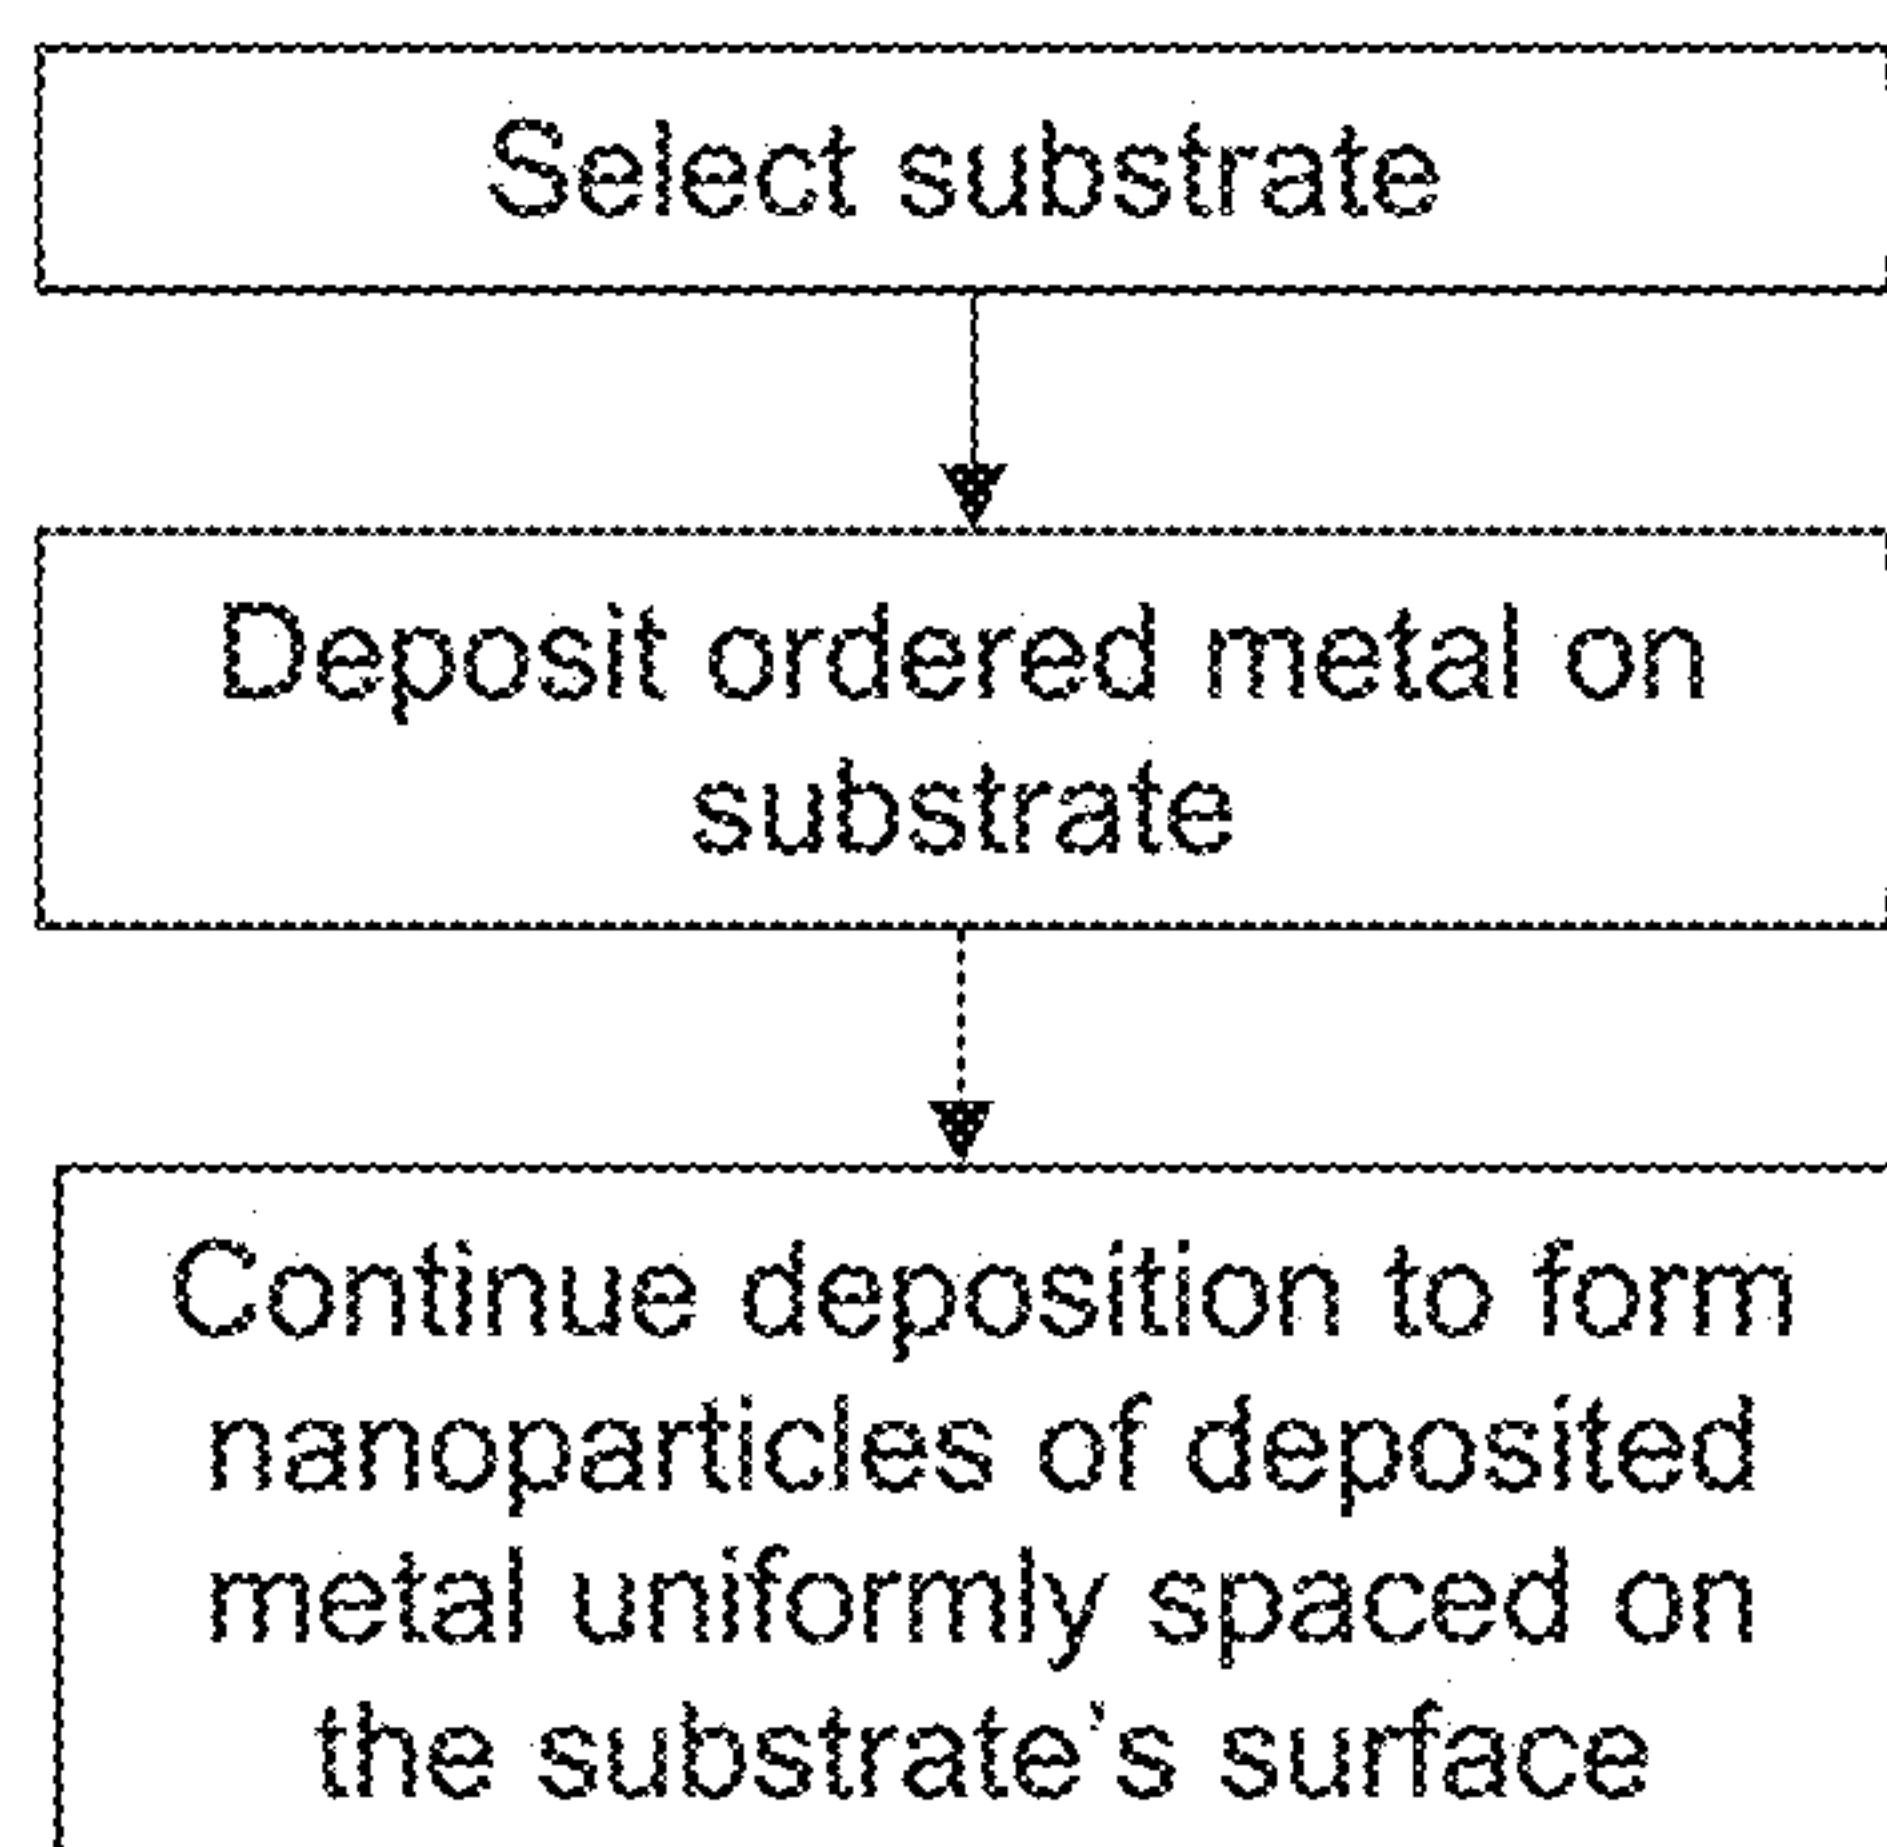 Select substrate
Deposit ordered metal on
substrate
Continue deposition to form
nanoparticles of deposited
metal uniformly spaced on
the substrate's surface